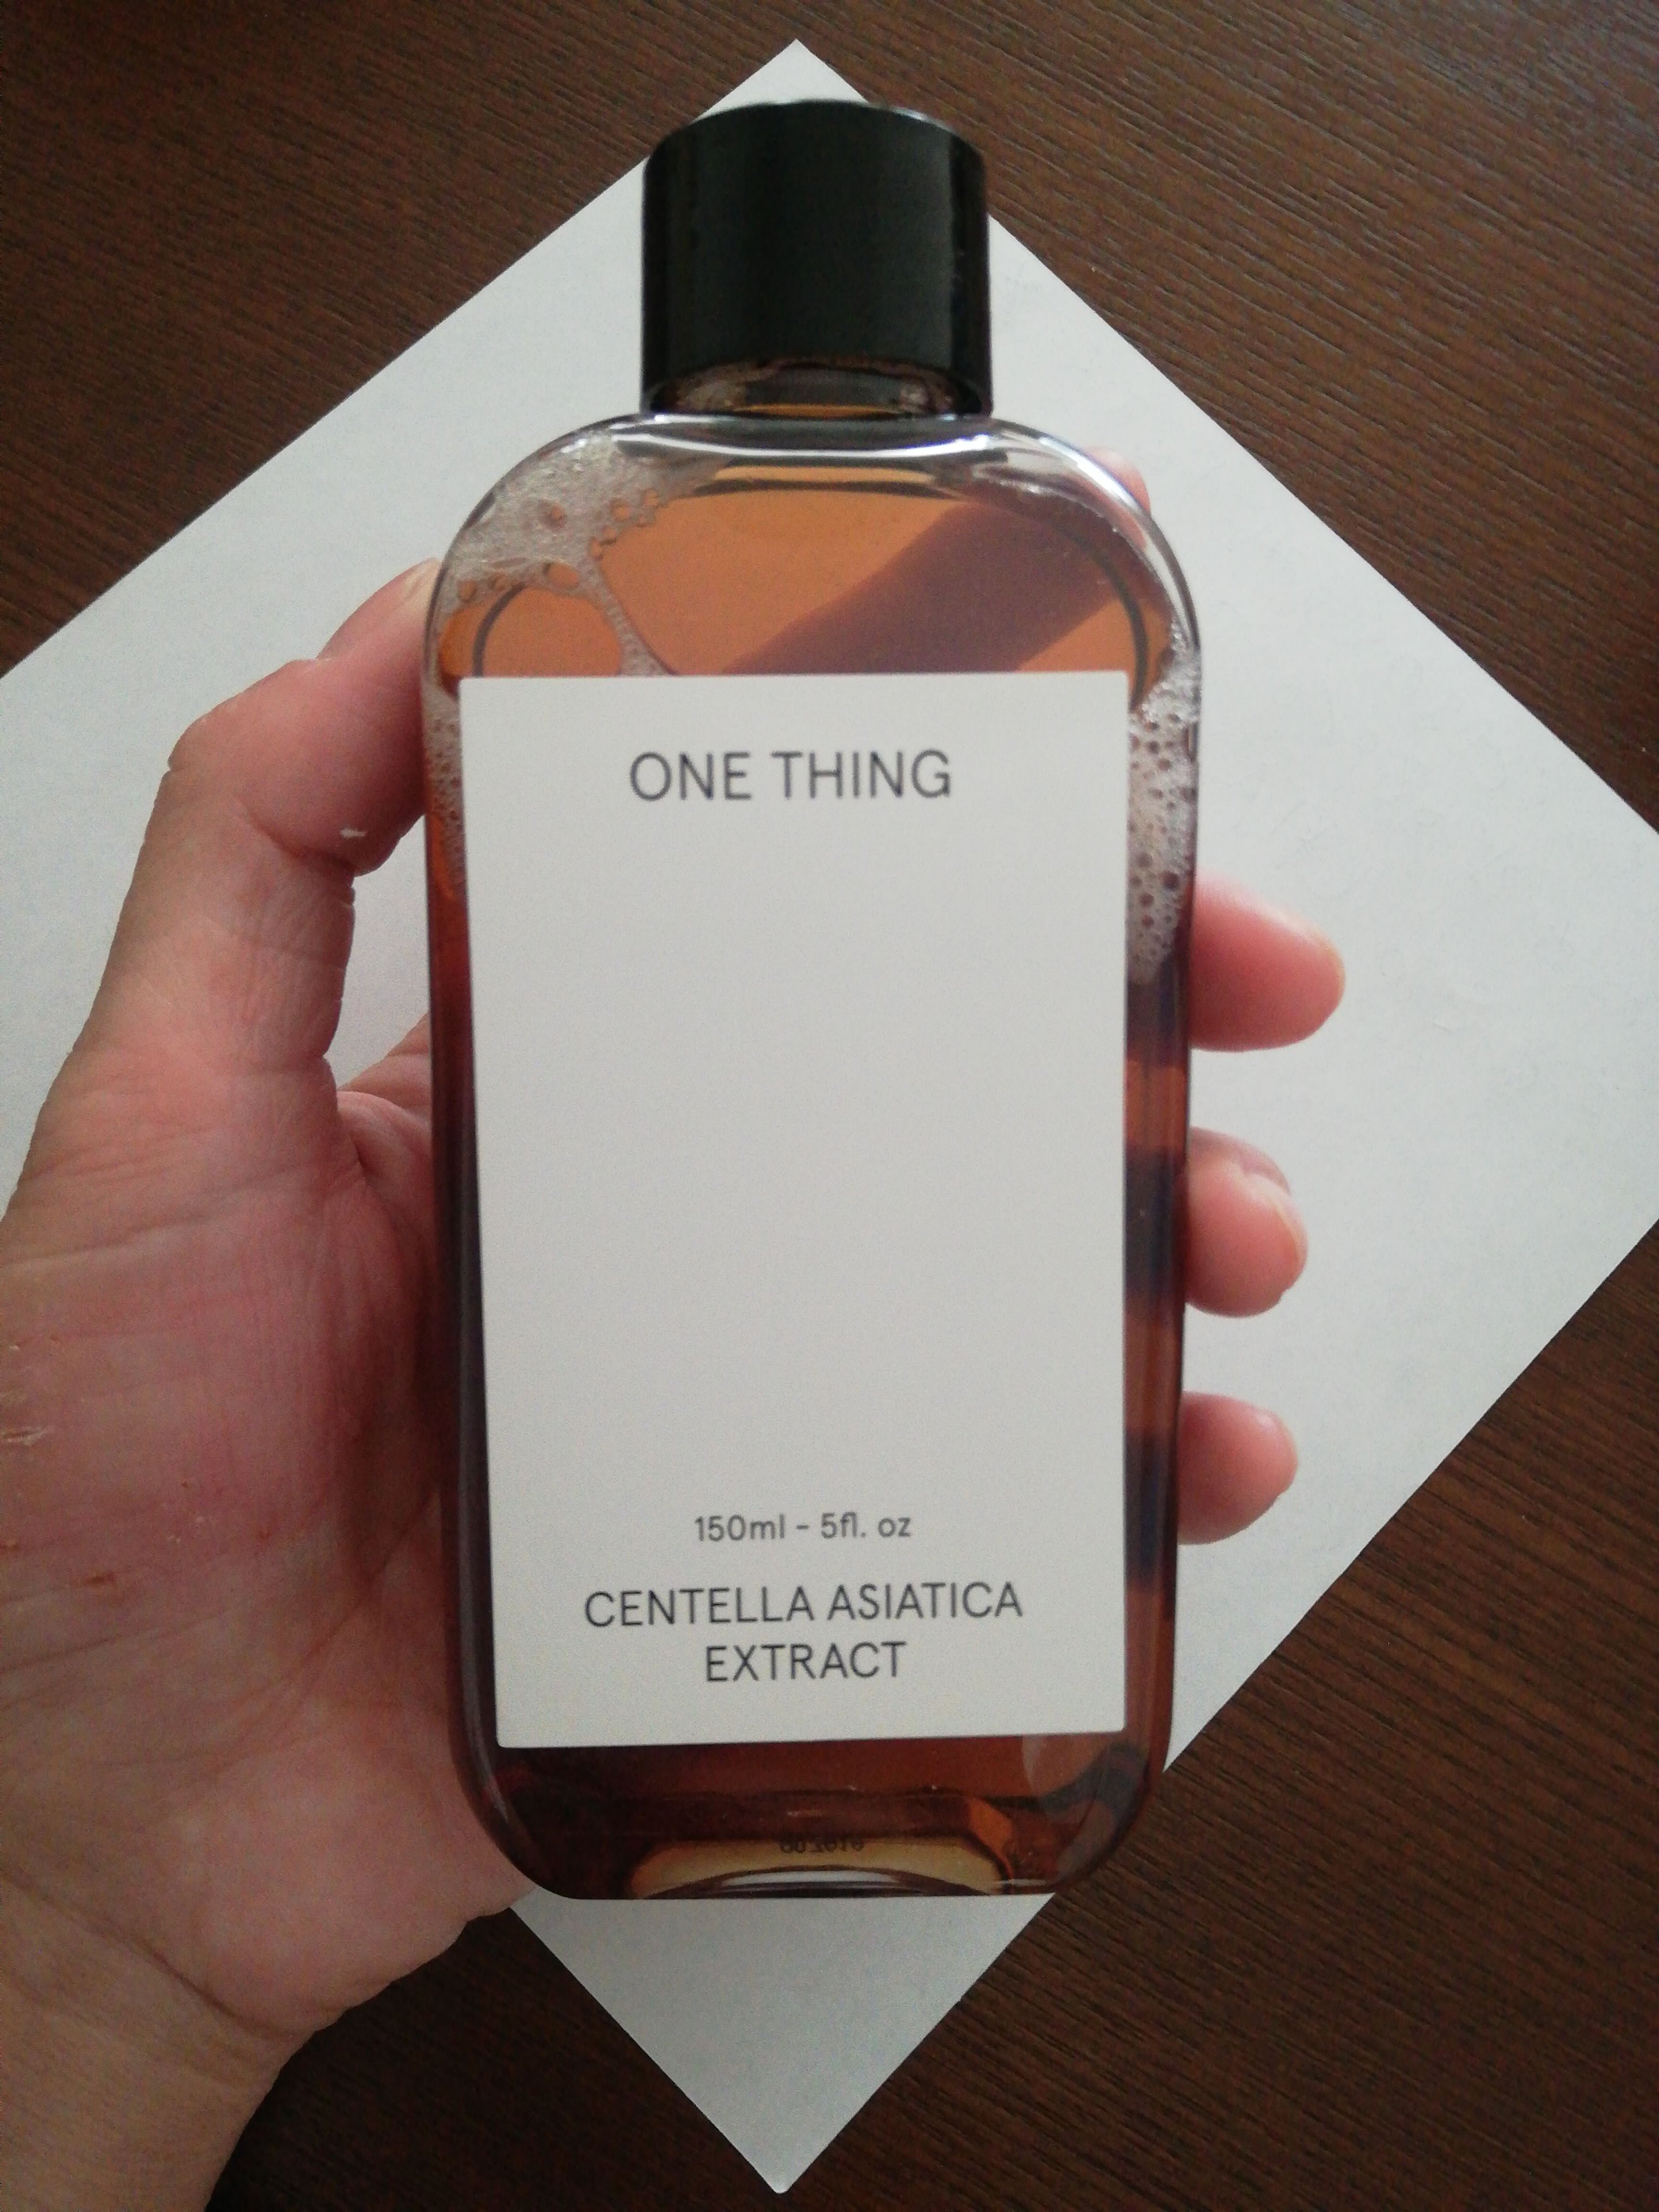 ONE THING
150ml - 5fl. oz
CENTELLA ASIATICA
EXTRACT